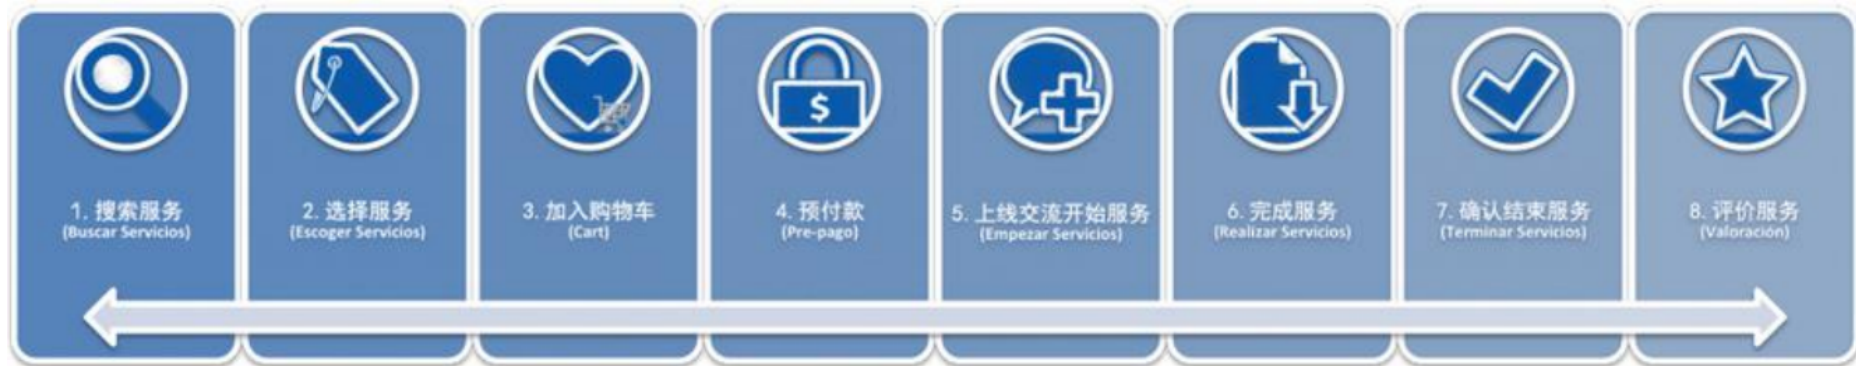 1. 搜索服务
(Buscar Servicios)
2. 选择服务
(Escoger Servicios)
3. 加入购物车
(Cart)
$
4. 预付款
(Pre-pago)
5. 上线交流开始服务
(Empezar Servicios)
6. 完成服务
(Realizar Servicios)
7. 确认结束服务
(Terminar Servicios)
8. 评价服务
(Valoración)